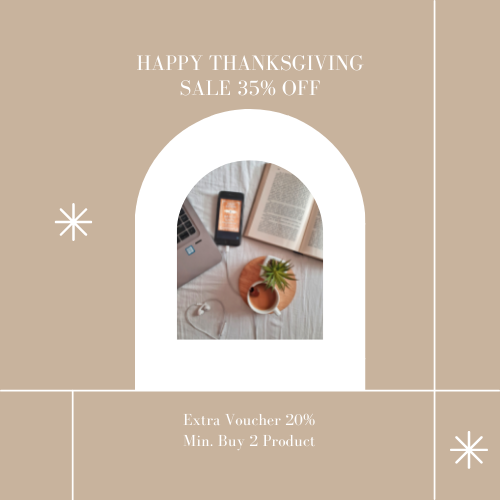 HAPPY THANKSGIVING
SALE 35% OFF
Extra Voucher 20%
Min. Buy 2 Product